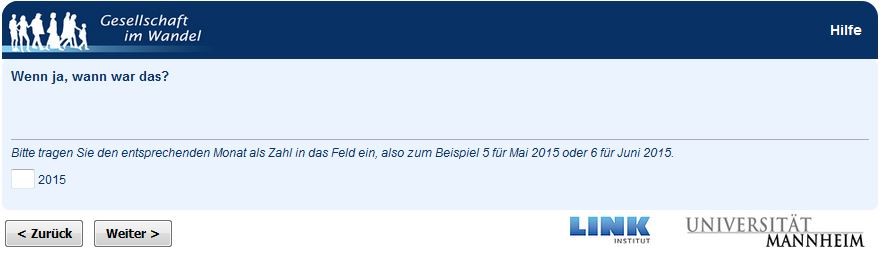 Gesellschaft
im Wandel
Hilfe
Wenn ja, wann war das?
Bitte tragen Sie den entsprechenden Monat als Zahl in das Feld ein, also zum Beispiel 5 für Mai 2015 oder 6 für Juni 2015.
2015
< Zurück
Weiter >
LINK
INSTITUT
UNIVERSITÄT
MANNHEIM